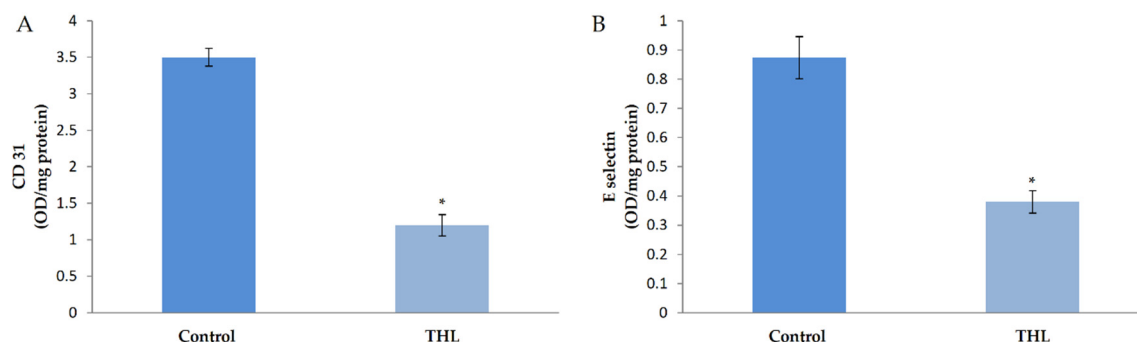 A
CD 31
(OD/mg protein)
4
3.5
3
2.5
2
1.5
1
0.5
0
*
Control THL
B
E selectin
(OD/mg protein)
1
0.9
0.8
0.7
0.6
0.5
0.4
0.3
0.2
0.1
0
*
Control THL